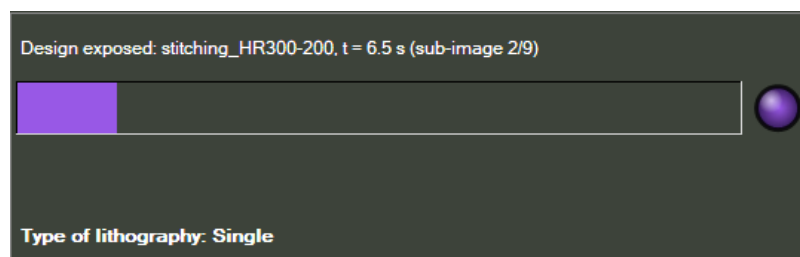 Design exposed: stitching_HR300-200, t = 6.5 s (sub-image 2/9)
Type of lithography: Single